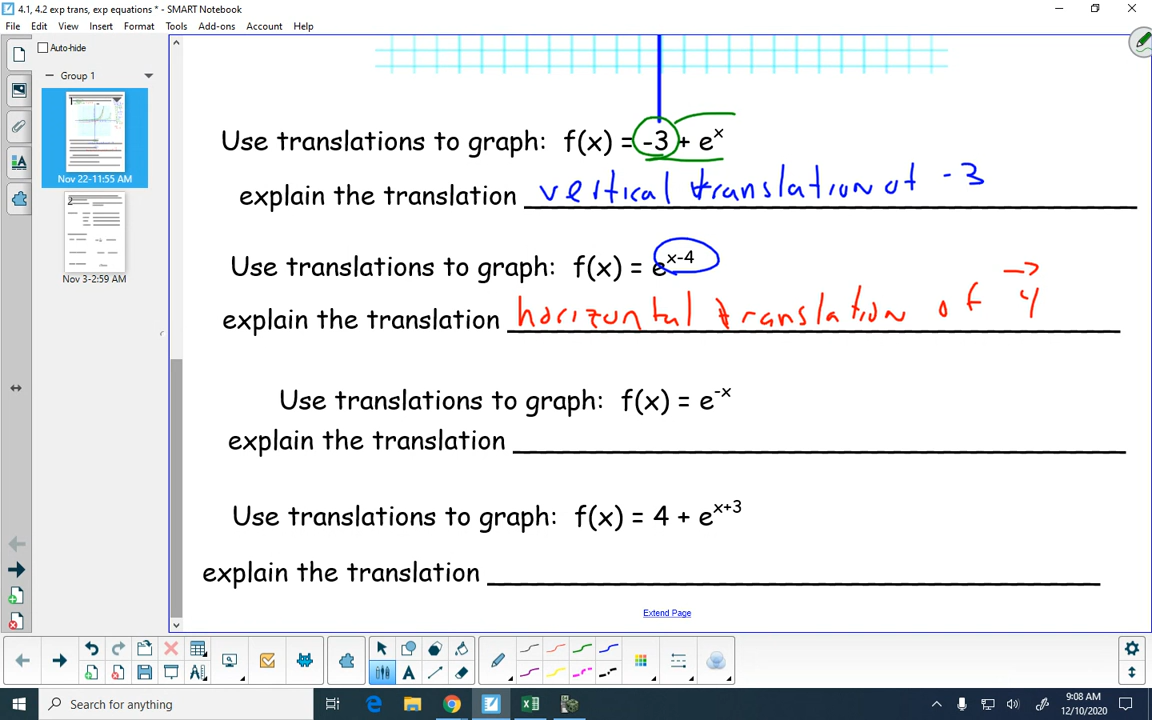 4.1, 4.2 exp trans, exp equations * - SMART Notebook
File Edit View Insert Format Tools Add-ons Account Help
Auto-hide
Group 1
1
Nov 22-11:55 AM
2
Nov 3-2:59 AM
Use translations to graph: f(x) = -3 + eˣ
explain the translation vertical translation of -3
Use translations to graph: f(x) = eˣ⁻⁴
explain the translation horizontal translation of → 4
Use translations to graph: f(x) = e⁻ˣ
explain the translation
Use translations to graph: f(x) = 4 + eˣ⁺³
explain the translation
Extend Page
Search for anything
9:08 AM
12/10/2020